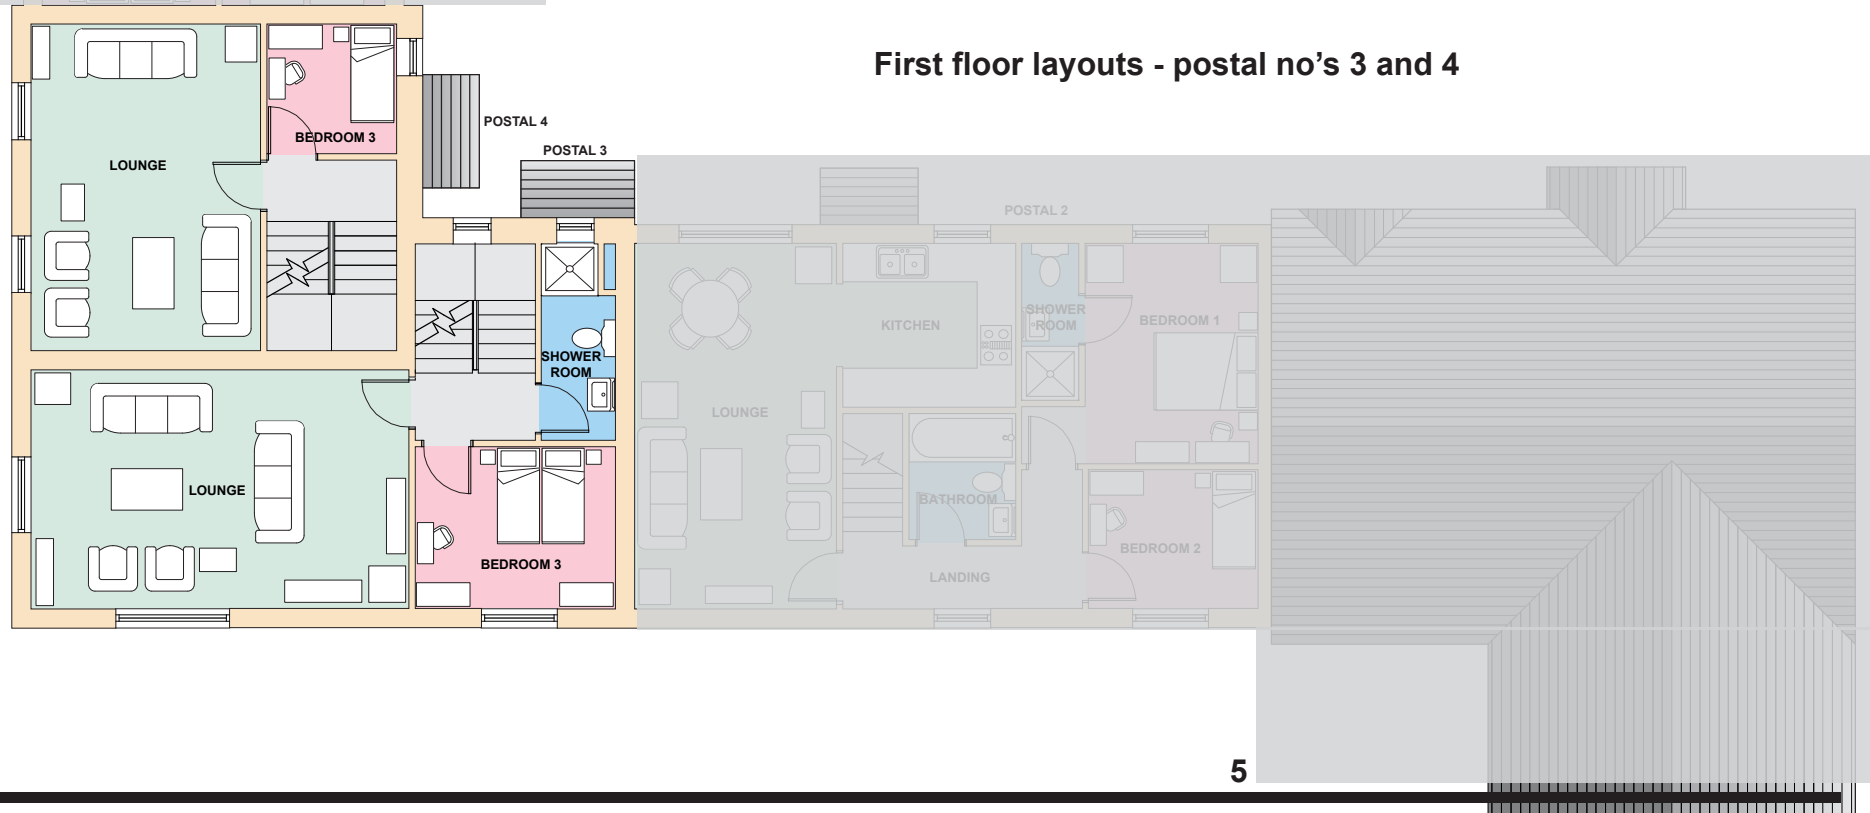 First floor layouts - postal no’s 3 and 4
BEDROOM 3
LOUNGE
POSTAL 4
POSTAL 3
POSTAL 2
SHOWER
ROOM
LOUNGE
BEDROOM 3
KITCHEN
SHOWER
ROOM
BEDROOM 1
LOUNGE
BATHROOM
BEDROOM 2
LANDING
5